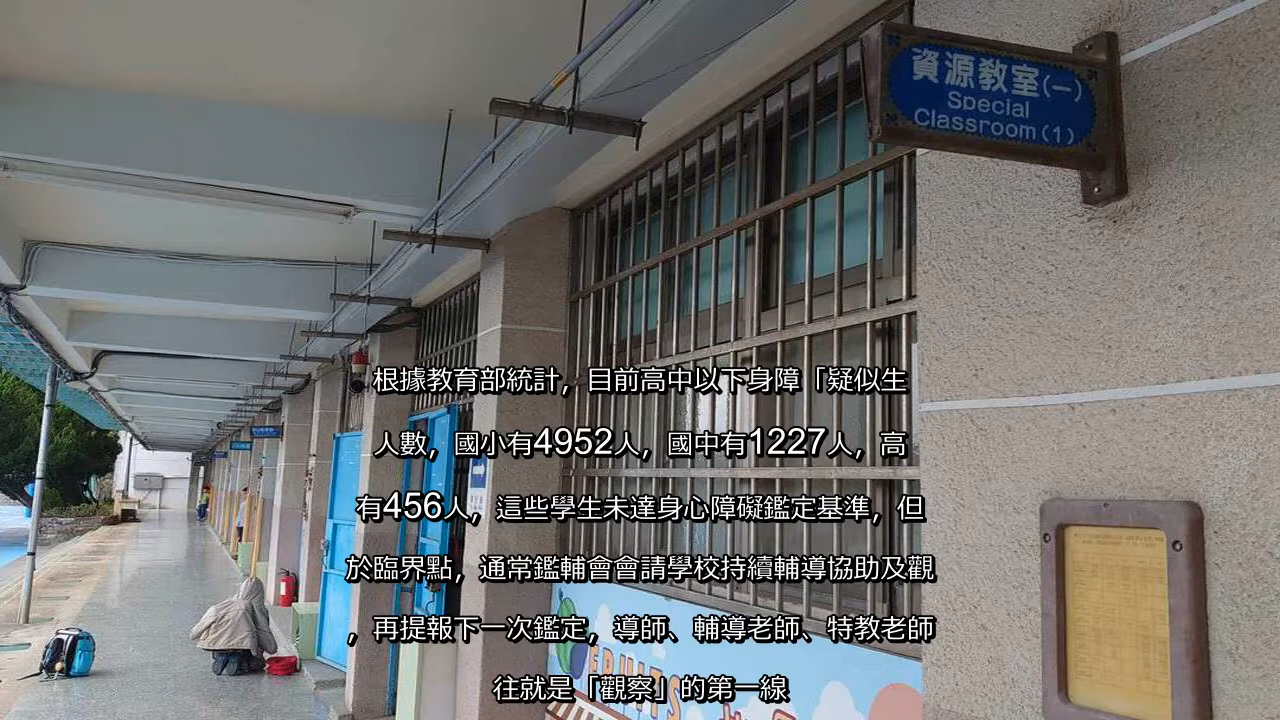 資源教室(一)
Special
Classroom(1)
根據教育部統計，目前高中以下身障「疑似生
人數，國小有4952人，國中有1227人，高
有456人，這些學生未達身心障礙鑑定基準，但
於臨界點，通常鑑輔會會請學校持續輔導協助及觀
，再提報下一次鑑定，導師、輔導老師、特教老師
往就是「觀察」的第一線
FRUITS